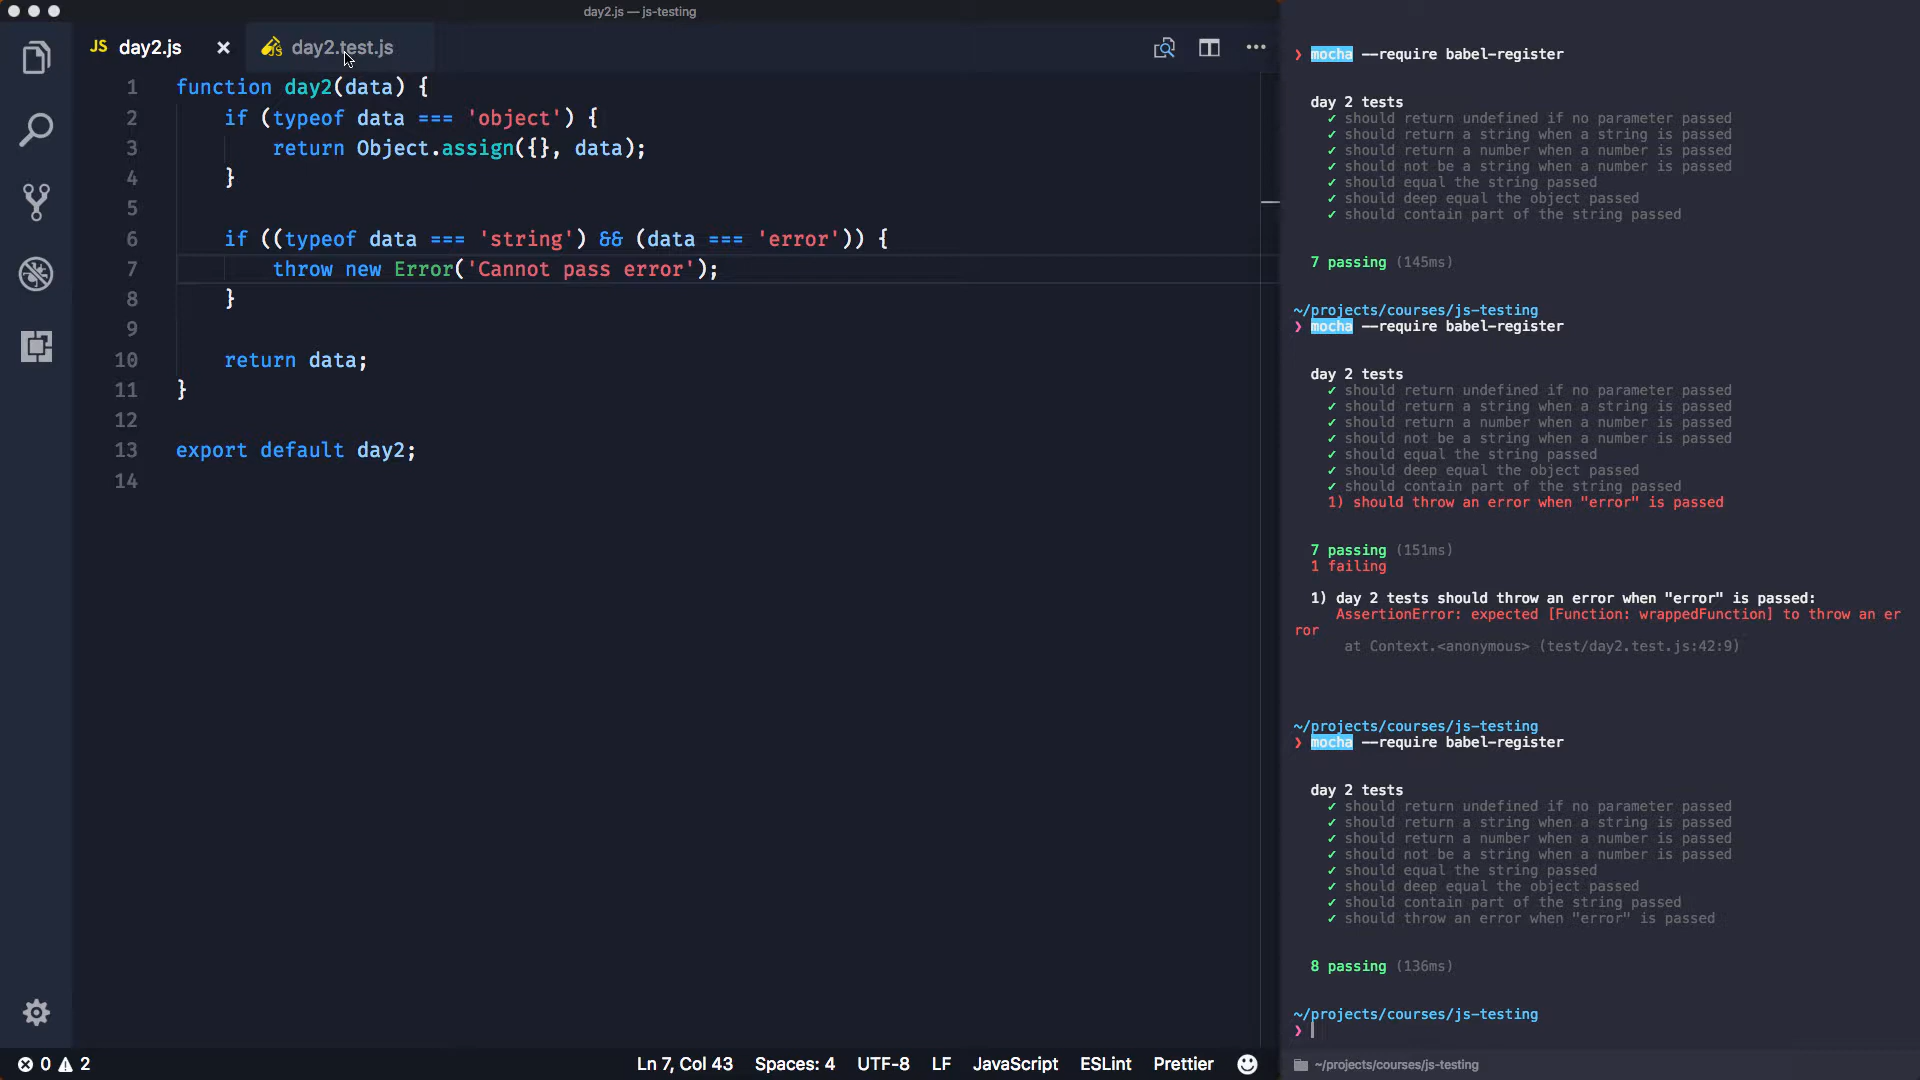 day2.js — js-testing
JS day2.js
day2.test.js
1 function day2(data) {
2 if (typeof data === 'object') {
3 return Object.assign({}, data);
4 }
5
6 if ((typeof data === 'string') && (data === 'error')) {
7 throw new Error('Cannot pass error');
8 }
9
10 return data;
11 }
12
13 export default day2;
14
0 2
Ln 7, Col 43 Spaces: 4 UTF-8 LF JavaScript ESLint Prettier
❯ mocha --require babel-register
day 2 tests
✓ should return undefined if no parameter passed
✓ should return a string when a string is passed
✓ should return a number when a number is passed
✓ should not be a string when a number is passed
✓ should equal the string passed
✓ should deep equal the object passed
✓ should contain part of the string passed
7 passing (145ms)
~/projects/courses/js-testing
❯ mocha --require babel-register
day 2 tests
✓ should return undefined if no parameter passed
✓ should return a string when a string is passed
✓ should return a number when a number is passed
✓ should not be a string when a number is passed
✓ should equal the string passed
✓ should deep equal the object passed
✓ should contain part of the string passed
1) should throw an error when "error" is passed
7 passing (151ms)
1 failing
1) day 2 tests should throw an error when "error" is passed:
AssertionError: expected [Function: wrappedFunction] to throw an er
ror
at Context.<anonymous> (test/day2.test.js:42:9)
~/projects/courses/js-testing
❯ mocha --require babel-register
day 2 tests
✓ should return undefined if no parameter passed
✓ should return a string when a string is passed
✓ should return a number when a number is passed
✓ should not be a string when a number is passed
✓ should equal the string passed
✓ should deep equal the object passed
✓ should contain part of the string passed
✓ should throw an error when "error" is passed
8 passing (136ms)
~/projects/courses/js-testing
❯
~/projects/courses/js-testing